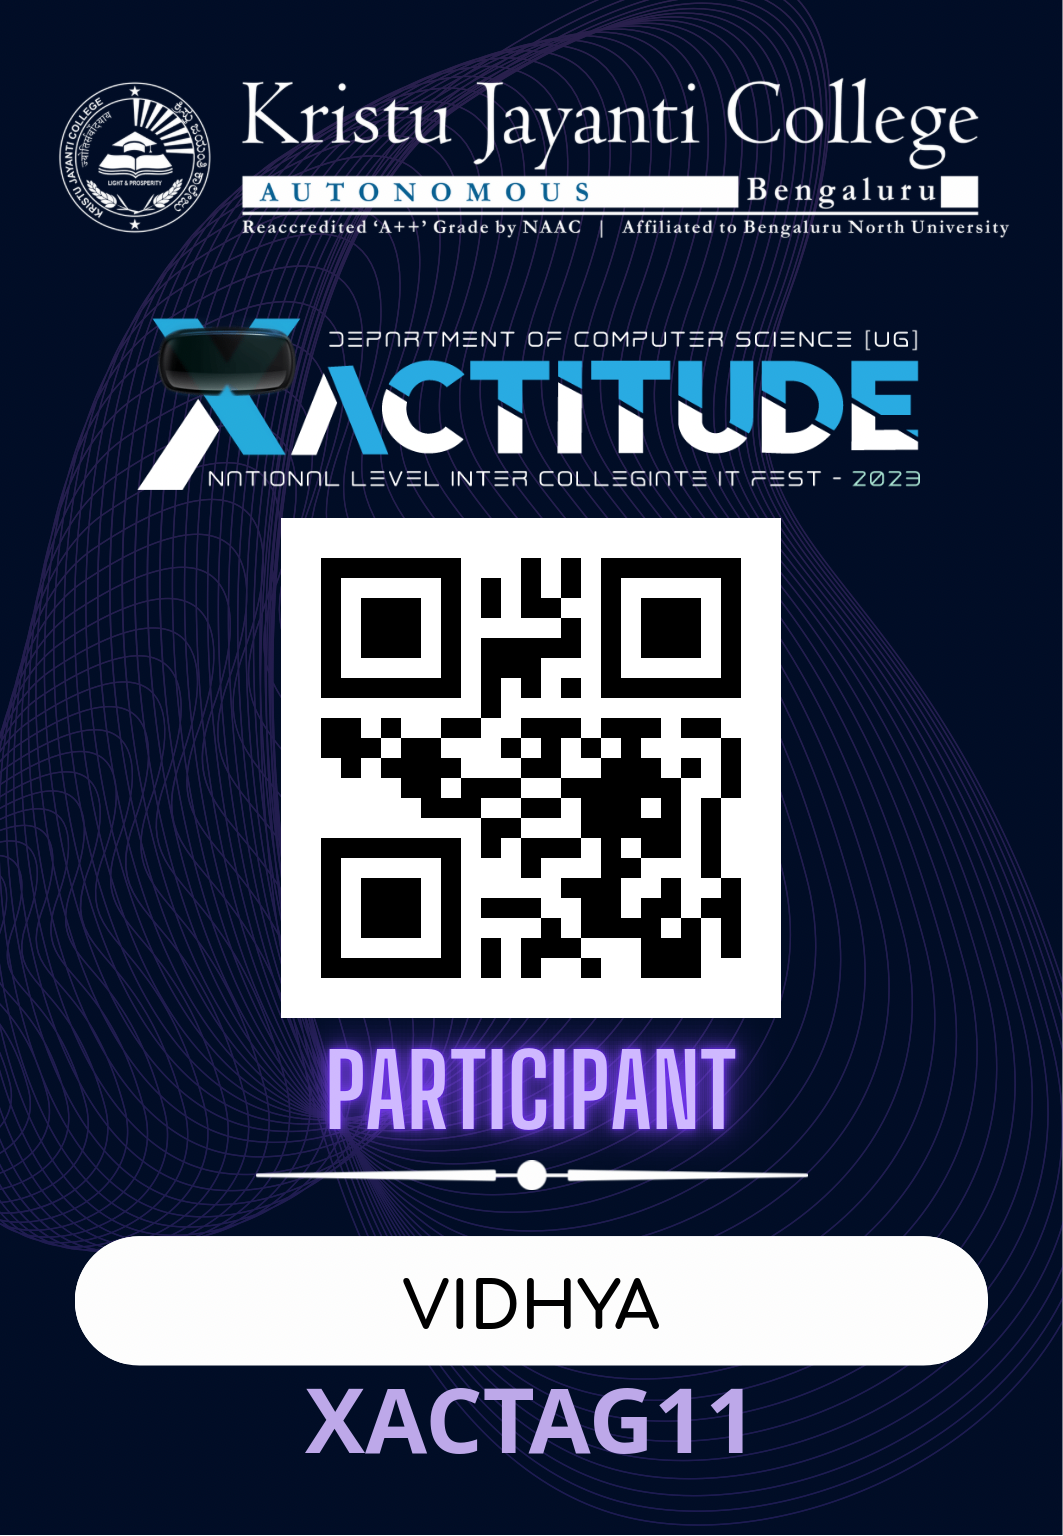 KRISTU JAYANTI COLLEGE
LIGHT & PROSPERITY
Kristu Jayanti College
AUTONOMOUS Bengaluru
Reaccredited ‘A++’ Grade by NAAC | Affiliated to Bengaluru North University
DEPARTMENT OF COMPUTER SCIENCE [UG]
XACTITUDE
NATIONAL LEVEL INTER COLLEGIATE IT FEST - 2023
PARTICIPANT
VIDHYA
XACTAG11